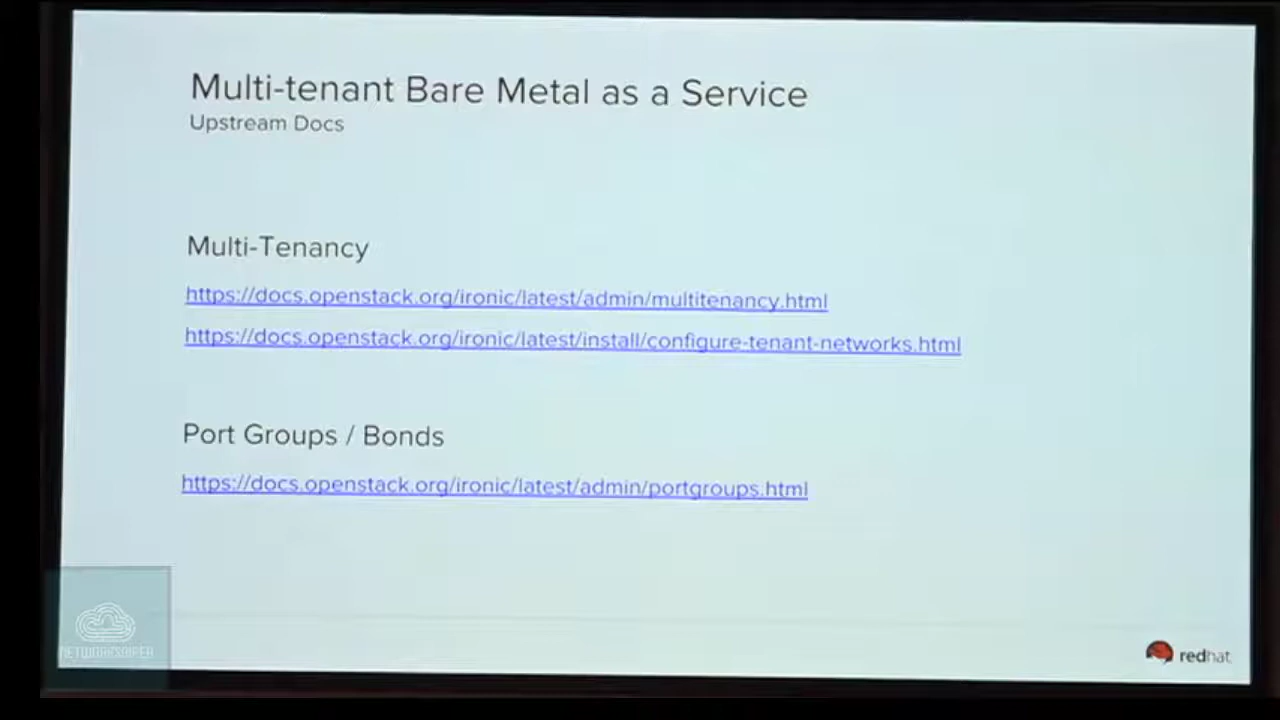 Multi-tenant Bare Metal as a Service
Upstream Docs
Multi-Tenancy
https://docs.openstack.org/ironic/latest/admin/multitenancy.html
https://docs.openstack.org/ironic/latest/install/configure-tenant-networks.html
Port Groups / Bonds
https://docs.openstack.org/ironic/latest/admin/portgroups.html
redhat